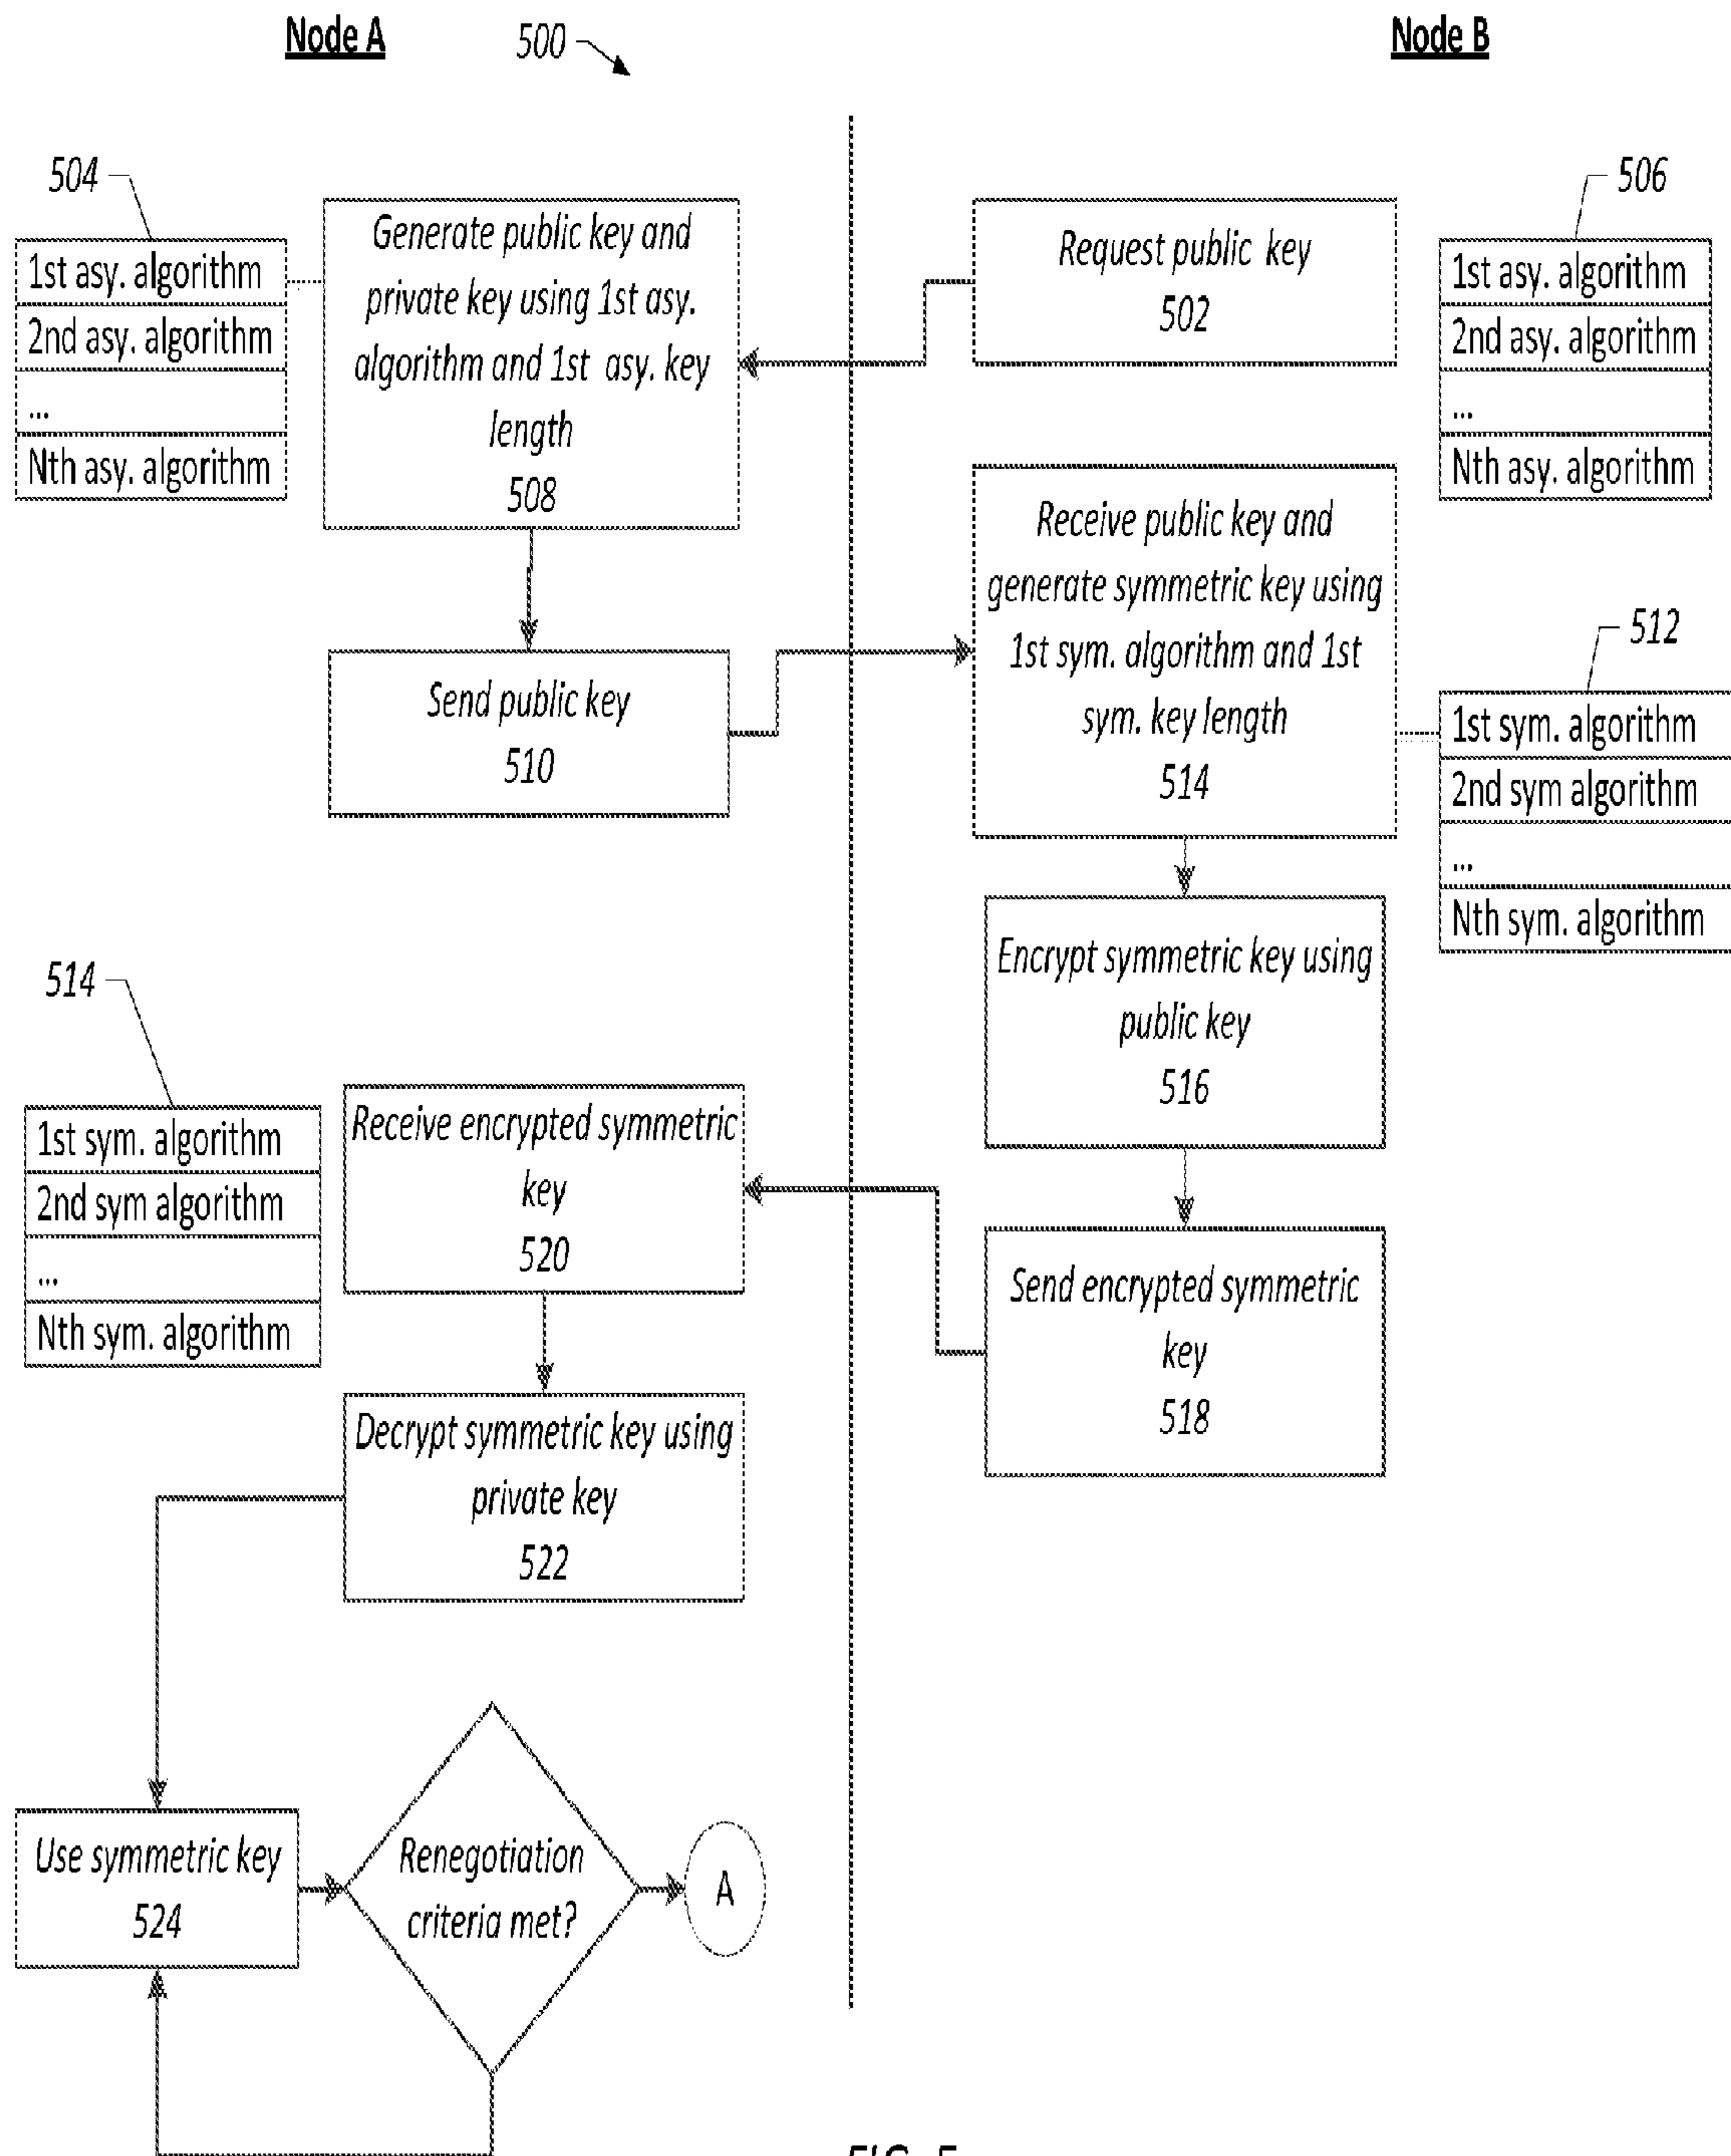 Node A
500
Node B
504
1st asy. algorithm
2nd asy. algorithm
...
Nth asy. algorithm
Generate public key and
private key using 1st asy.
algorithm and 1st asy. key
length
508
Request public key
502
506
1st asy. algorithm
2nd asy. algorithm
...
Nth asy. algorithm
Send public key
510
Receive public key and
generate symmetric key using
1st sym. algorithm and 1st
sym. key length
514
512
1st sym. algorithm
2nd sym algorithm
...
Nth sym. algorithm
Encrypt symmetric key using
public key
516
514
1st sym. algorithm
2nd sym algorithm
...
Nth sym. algorithm
Receive encrypted symmetric
key
520
Send encrypted symmetric
key
518
Decrypt symmetric key using
private key
522
Use symmetric key
524
Renegotiation
criteria met?
A
FIG. 5